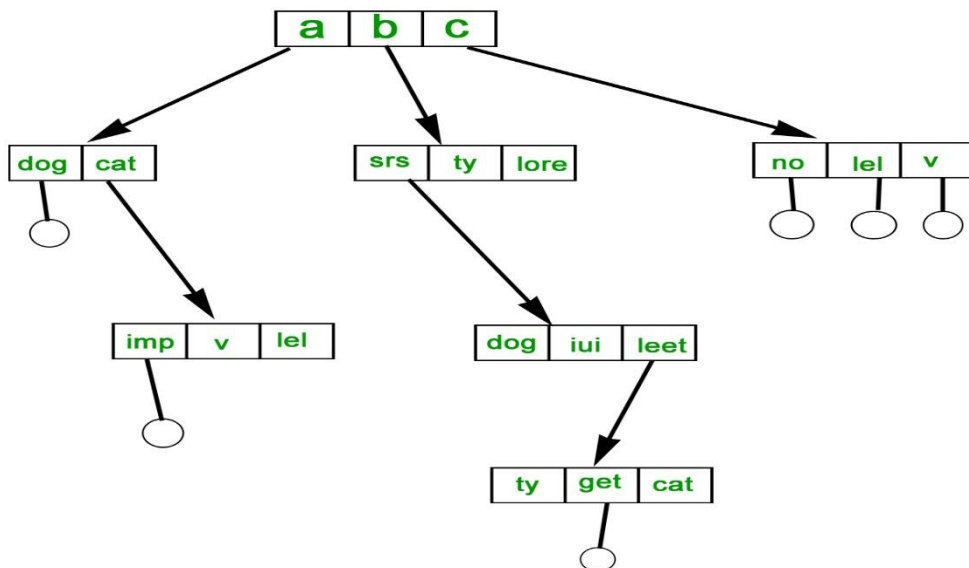 a b c
dog cat
srs ty lore
no lel v
imp v lel
dog iui leet
ty get cat